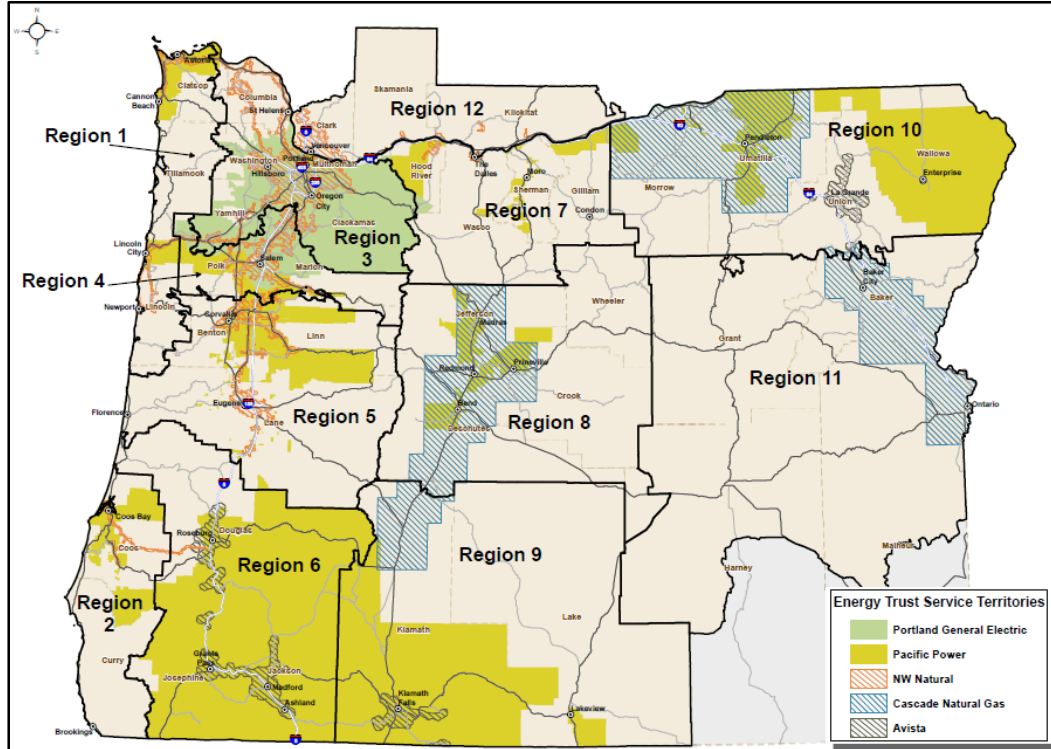 N
W
E
S
Astoria
Clatsop
Cannon
Beach
Columbia
St Helens
Skamania
Region 12
Klickitat
Clark
Vancouver
Region 1
Washington
Portland
Multnomah
Hillsboro
Tillamook
Oregon
City
Yamhill
Clackamas
Hood
River
The
Dalles
Moro
Sherman
Gilliam
Condon
Region 7
Wasco
Morrow
Pendleton
Umatilla
Region 10
Wallowa
Enterprise
La Grande
Union
Region
3
Lincoln
City
Polk
Salem
Marion
Region 4
Newport
Lincoln
Corvallis
Benton
Linn
Jefferson
Madras
Wheeler
Grant
Baker
City
Baker
Redmond
Prineville
Crook
Bend
Deschutes
Region 8
Region 11
Ontario
Florence
Eugene
Region 5
Lane
Coos Bay
Coos
Roseburg
Douglas
Region 6
Region 9
Malheur
Harney
Region
2
Curry
Klamath
Lake
Grants
Pass
Josephine
Jackson
Medford
Ashland
Klamath
Falls
Lakeview
Brookings
Energy Trust Service Territories
Portland General Electric
Pacific Power
NW Natural
Cascade Natural Gas
Avista